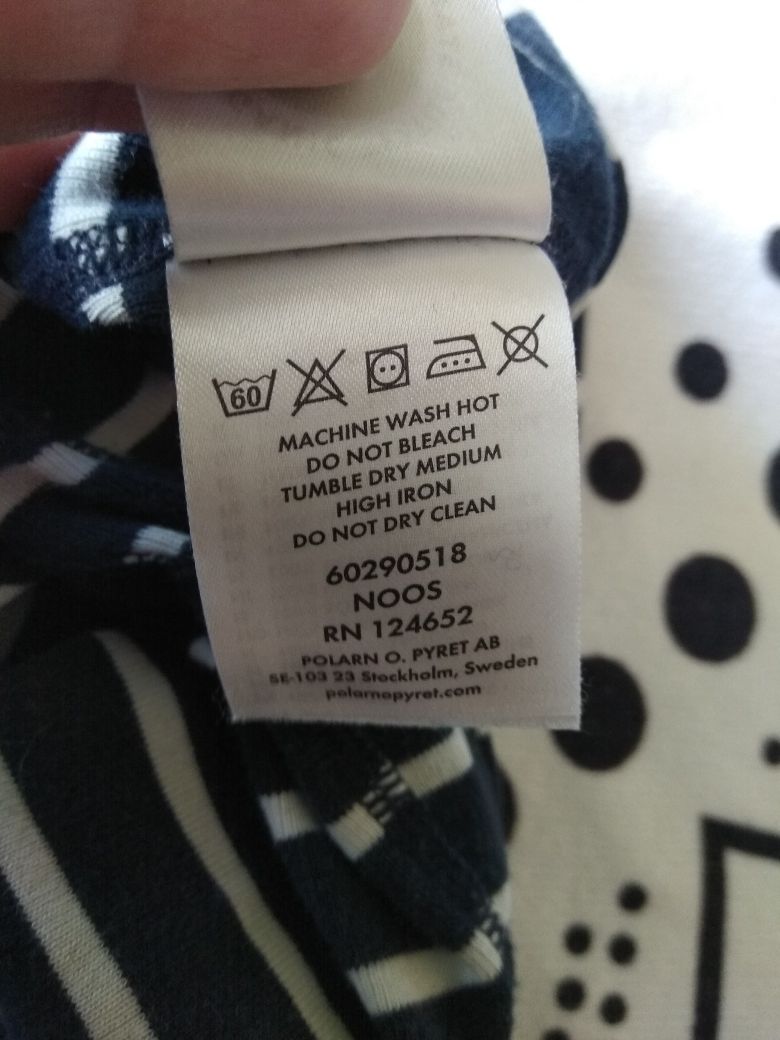 60
MACHINE WASH HOT
DO NOT BLEACH
TUMBLE DRY MEDIUM
HIGH IRON
DO NOT DRY CLEAN
60290518
NOOS
RN 124652
POLARN O. PYRET AB
SE-103 23 Stockholm, Sweden
polarnopyret.com